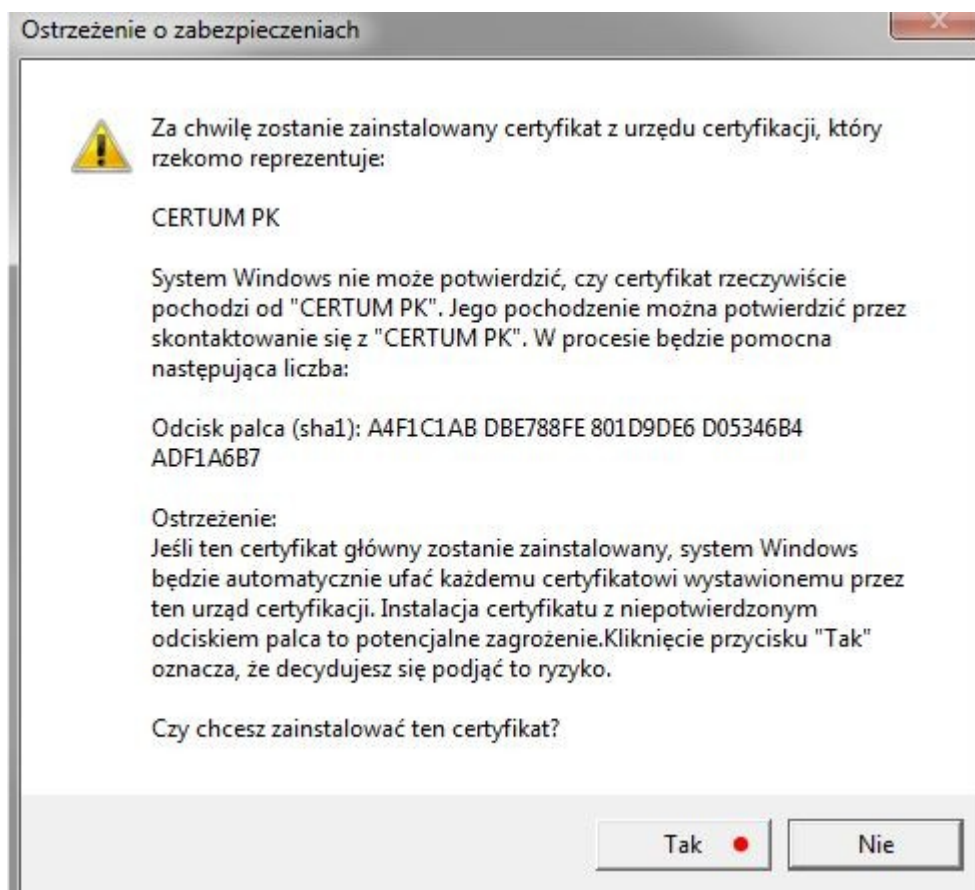 Ostrzeżenie o zabezpieczeniach
Za chwilę zostanie zainstalowany certyfikat z urzędu certyfikacji, który
rzekomo reprezentuje:
CERTUM PK
System Windows nie może potwierdzić, czy certyfikat rzeczywiście
pochodzi od "CERTUM PK". Jego pochodzenie można potwierdzić przez
skontaktowanie się z "CERTUM PK". W procesie będzie pomocna
następująca liczba:
Odcisk palca (sha1): A4F1C1AB DBE788FE 801D9DE6 D05346B4
ADF1A6B7
Ostrzeżenie:
Jeśli ten certyfikat główny zostanie zainstalowany, system Windows
będzie automatycznie ufać każdemu certyfikatowi wystawionemu przez
ten urząd certyfikacji. Instalacja certyfikatu z niepotwierdzonym
odciskiem palca to potencjalne zagrożenie.Kliknięcie przycisku "Tak"
oznacza, że decydujesz się podjąć to ryzyko.
Czy chcesz zainstalować ten certyfikat?
Tak
Nie